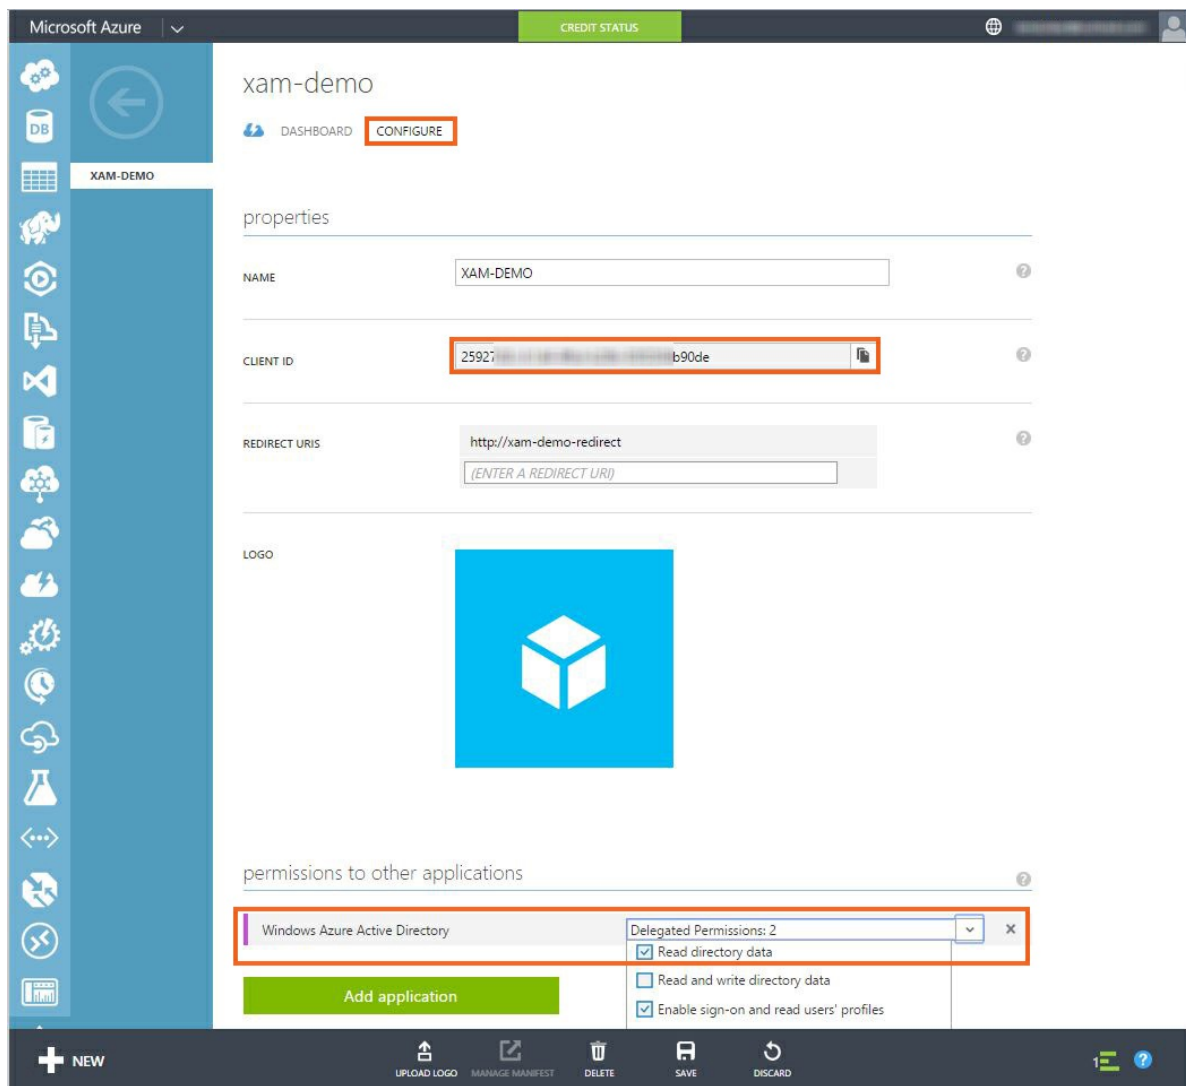 Microsoft Azure CREDIT STATUS
xam-demo
DASHBOARD CONFIGURE
DB
XAM-DEMO
properties
NAME XAM-DEMO
CLIENT ID 25927 b90de
REDIRECT URIS http://xam-demo-redirect
(ENTER A REDIRECT URI)
LOGO
permissions to other applications
Windows Azure Active Directory Delegated Permissions: 2
Read directory data
Read and write directory data
Add application
Enable sign-on and read users' profiles
NEW UPLOAD LOGO MANAGE MANIFEST DELETE SAVE DISCARD 1